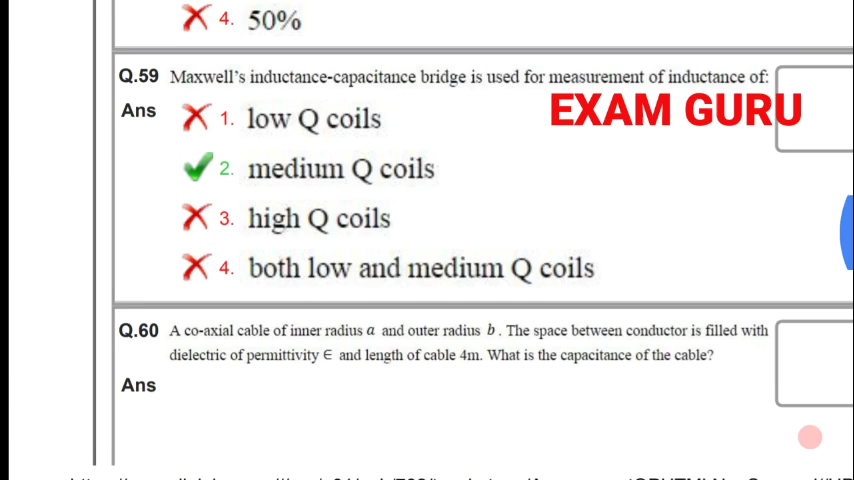 4. 50%
Q.59 Maxwell's inductance-capacitance bridge is used for measurement of inductance of:
EXAM GURU
Ans
1. low Q coils
2. medium Q coils
3. high Q coils
4. both low and medium Q coils
Q.60 A co-axial cable of inner radius a and outer radius b . The space between conductor is filled with
dielectric of permittivity ∈ and length of cable 4m. What is the capacitance of the cable?
Ans